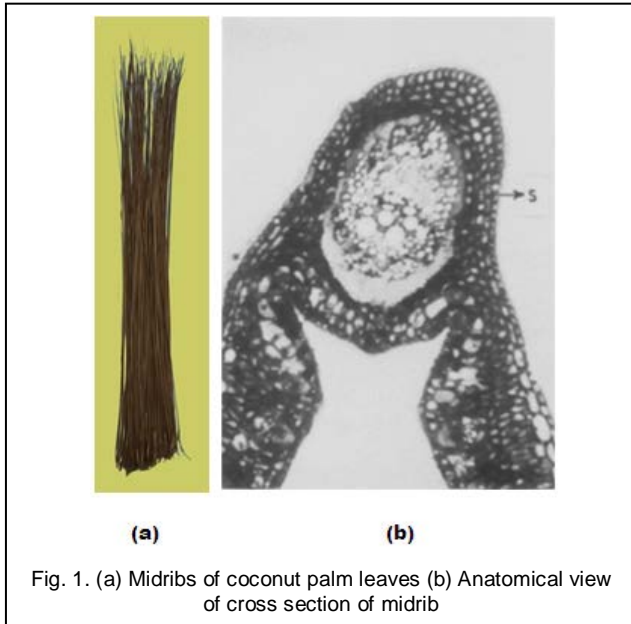 S
(a)
(b)
Fig. 1. (a) Midribs of coconut palm leaves (b) Anatomical view
of cross section of midrib